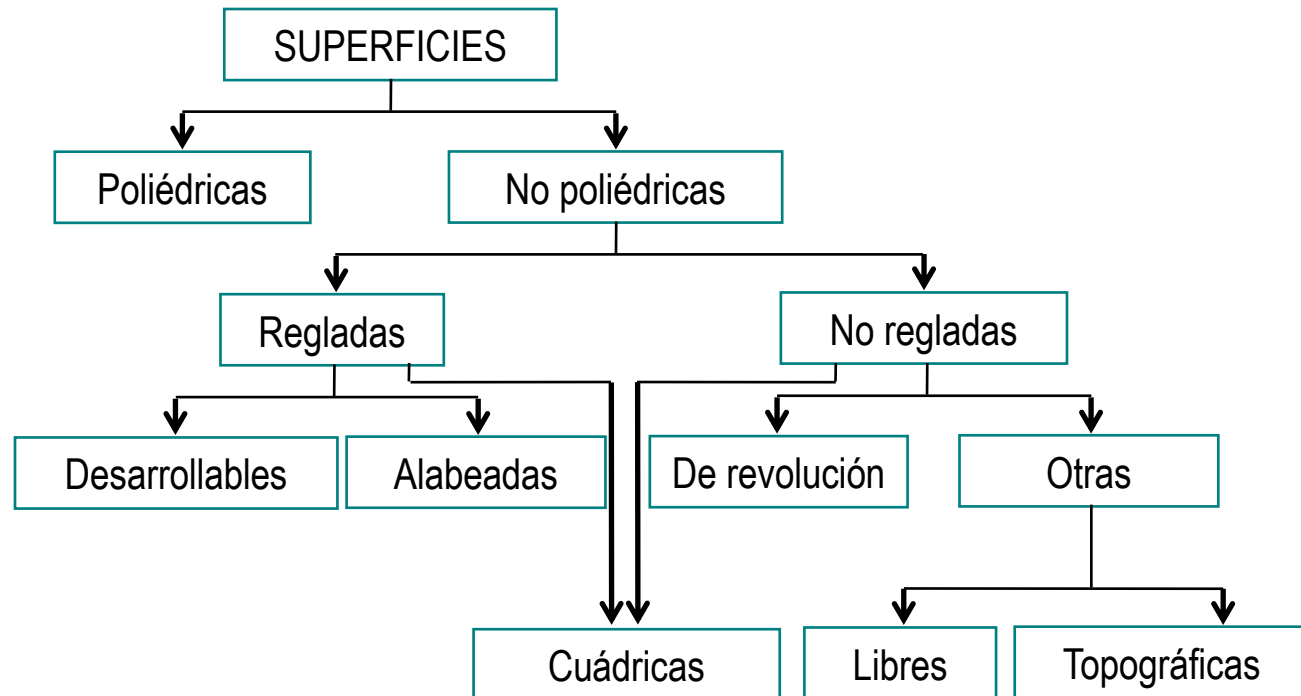 SUPERFICIES
Poliédricas
No poliédricas
Regladas
No regladas
Desarrollables
Alabeadas
De revolución
Otras
Cuádricas
Libres
Topográficas